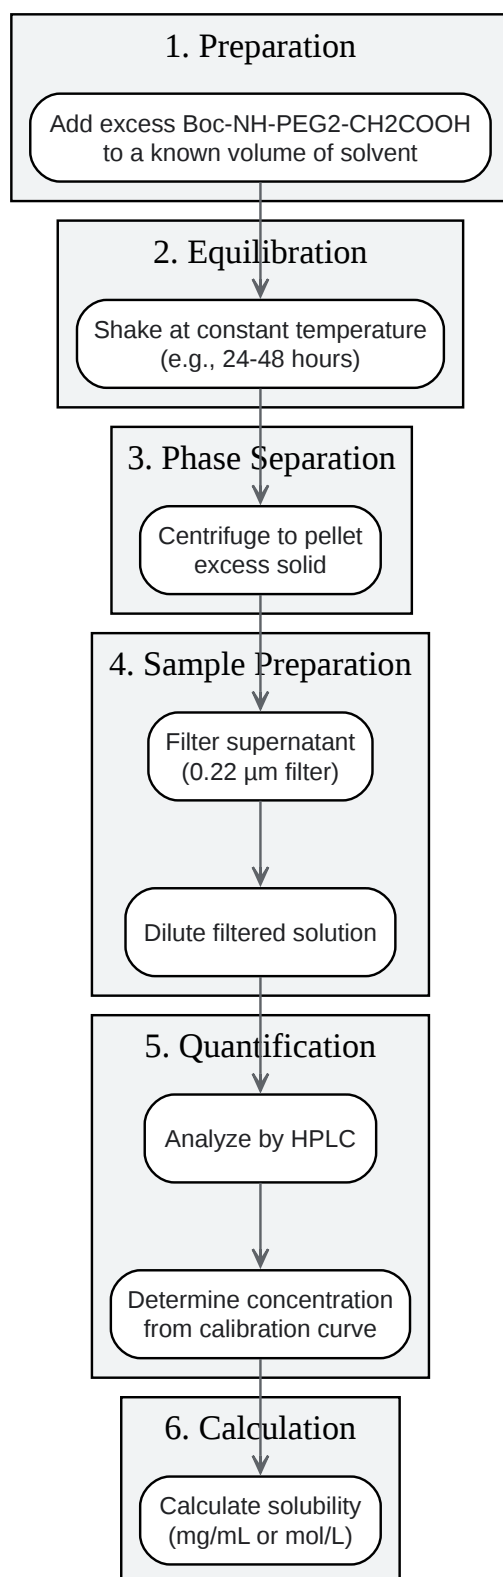 1. Preparation
Add excess Boc-NH-PEG2-CH2COOH
to a known volume of solvent
2. Equilibration
Shake at constant temperature
(e.g., 24-48 hours)
3. Phase Separation
Centrifuge to pellet
excess solid
4. Sample Preparation
Filter supernatant
(0.22 µm filter)
Dilute filtered solution
5. Quantification
Analyze by HPLC
Determine concentration
from calibration curve
6. Calculation
Calculate solubility
(mg/mL or mol/L)